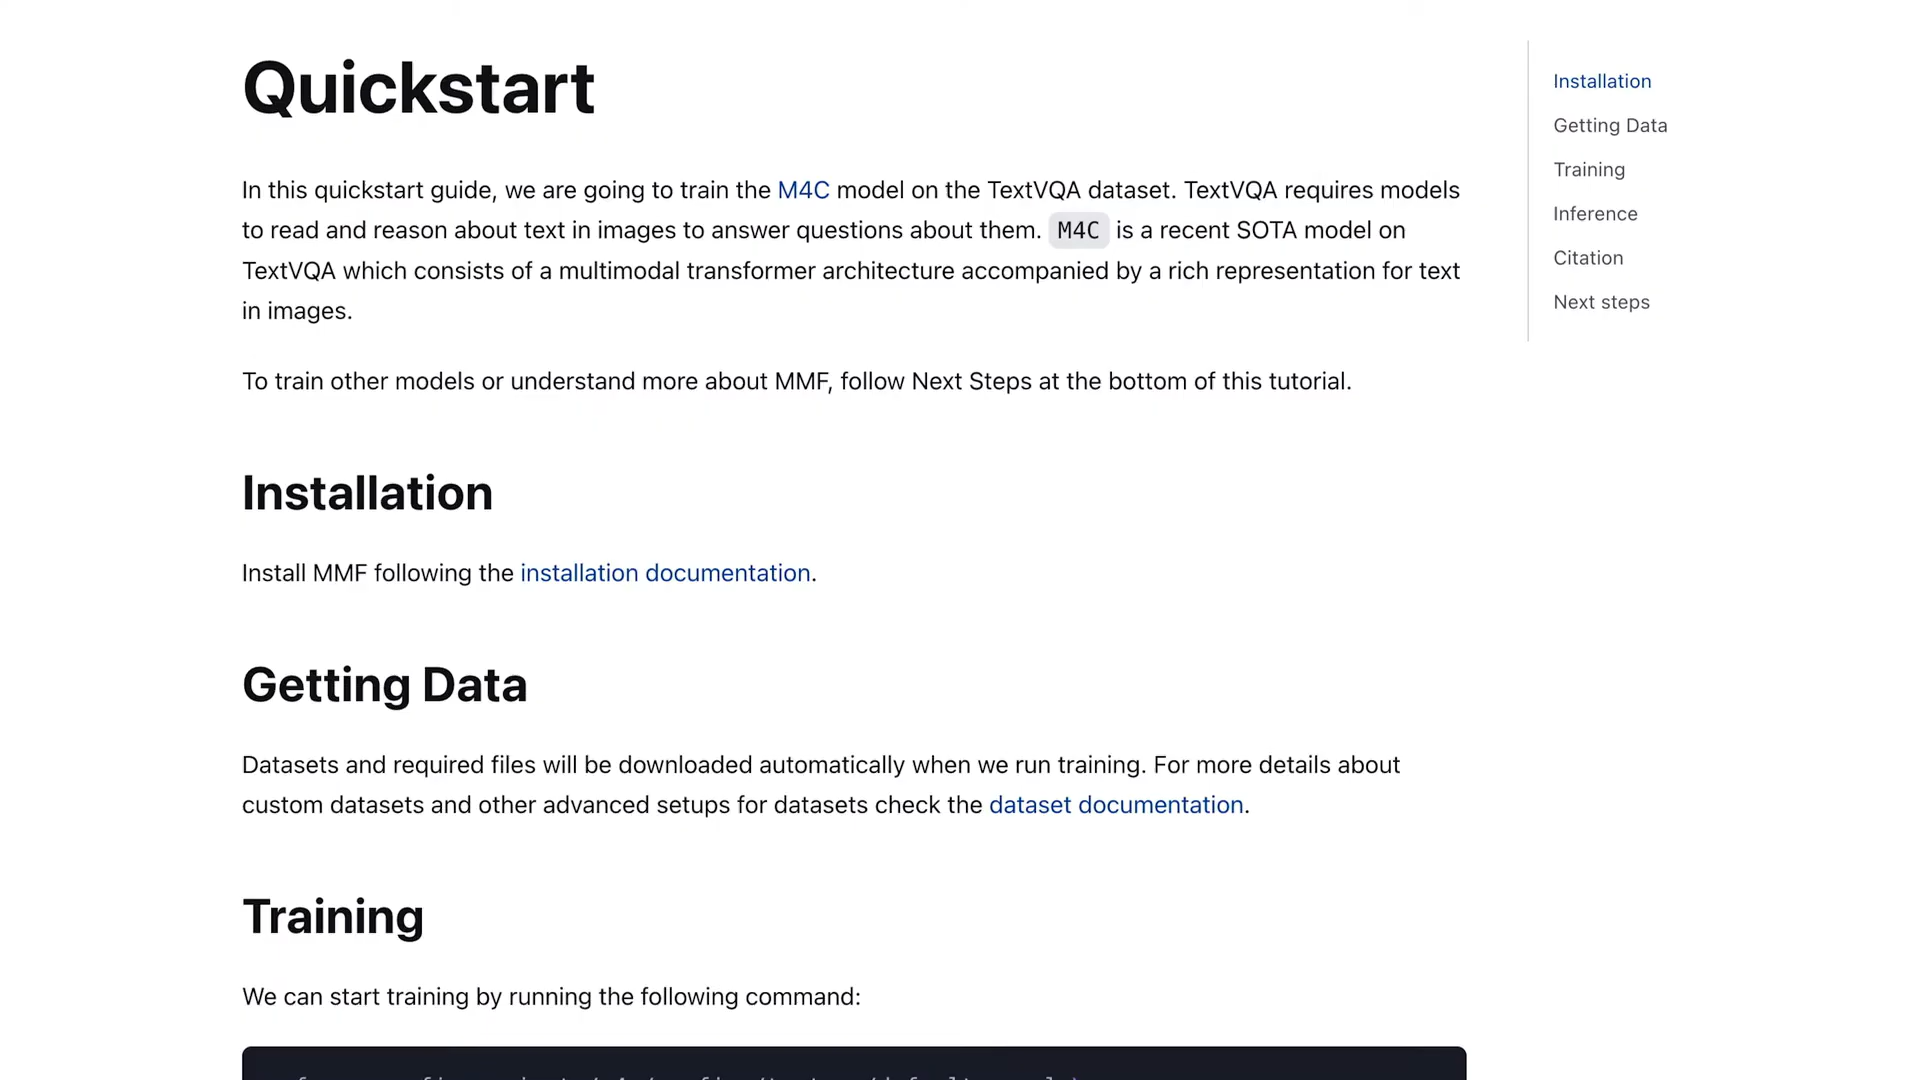 Quickstart
In this quickstart guide, we are going to train the M4C model on the TextVQA dataset. TextVQA requires models
to read and reason about text in images to answer questions about them. M4C is a recent SOTA model on
TextVQA which consists of a multimodal transformer architecture accompanied by a rich representation for text
in images.
To train other models or understand more about MMF, follow Next Steps at the bottom of this tutorial.
Installation
Install MMF following the installation documentation.
Getting Data
Datasets and required files will be downloaded automatically when we run training. For more details about
custom datasets and other advanced setups for datasets check the dataset documentation.
Training
We can start training by running the following command:
Installation
Getting Data
Training
Inference
Citation
Next steps